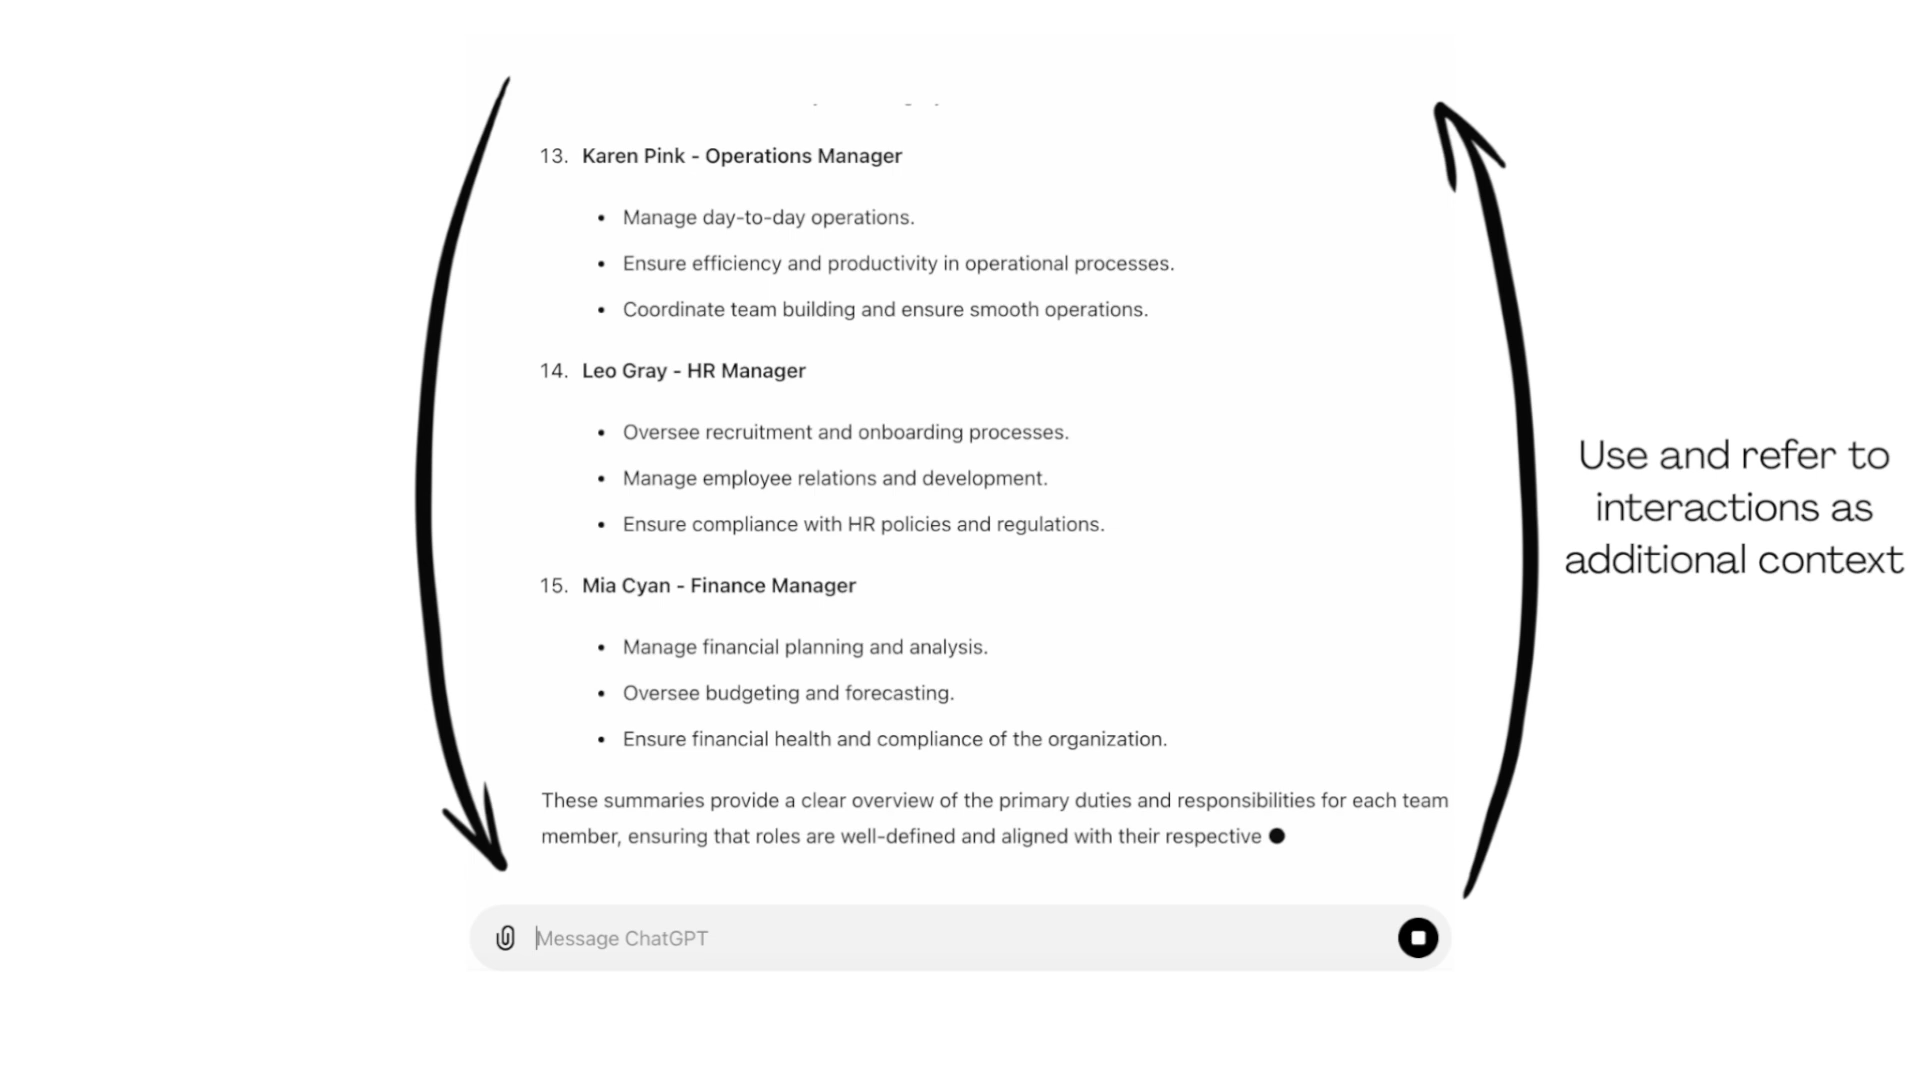 13. Karen Pink - Operations Manager
• Manage day-to-day operations.
• Ensure efficiency and productivity in operational processes.
• Coordinate team building and ensure smooth operations.
14. Leo Gray - HR Manager
• Oversee recruitment and onboarding processes.
• Manage employee relations and development.
• Ensure compliance with HR policies and regulations.
15. Mia Cyan - Finance Manager
• Manage financial planning and analysis.
• Oversee budgeting and forecasting.
• Ensure financial health and compliance of the organization.
These summaries provide a clear overview of the primary duties and responsibilities for each team
member, ensuring that roles are well-defined and aligned with their respective
Message ChatGPT
Use and refer to
interactions as
additional context